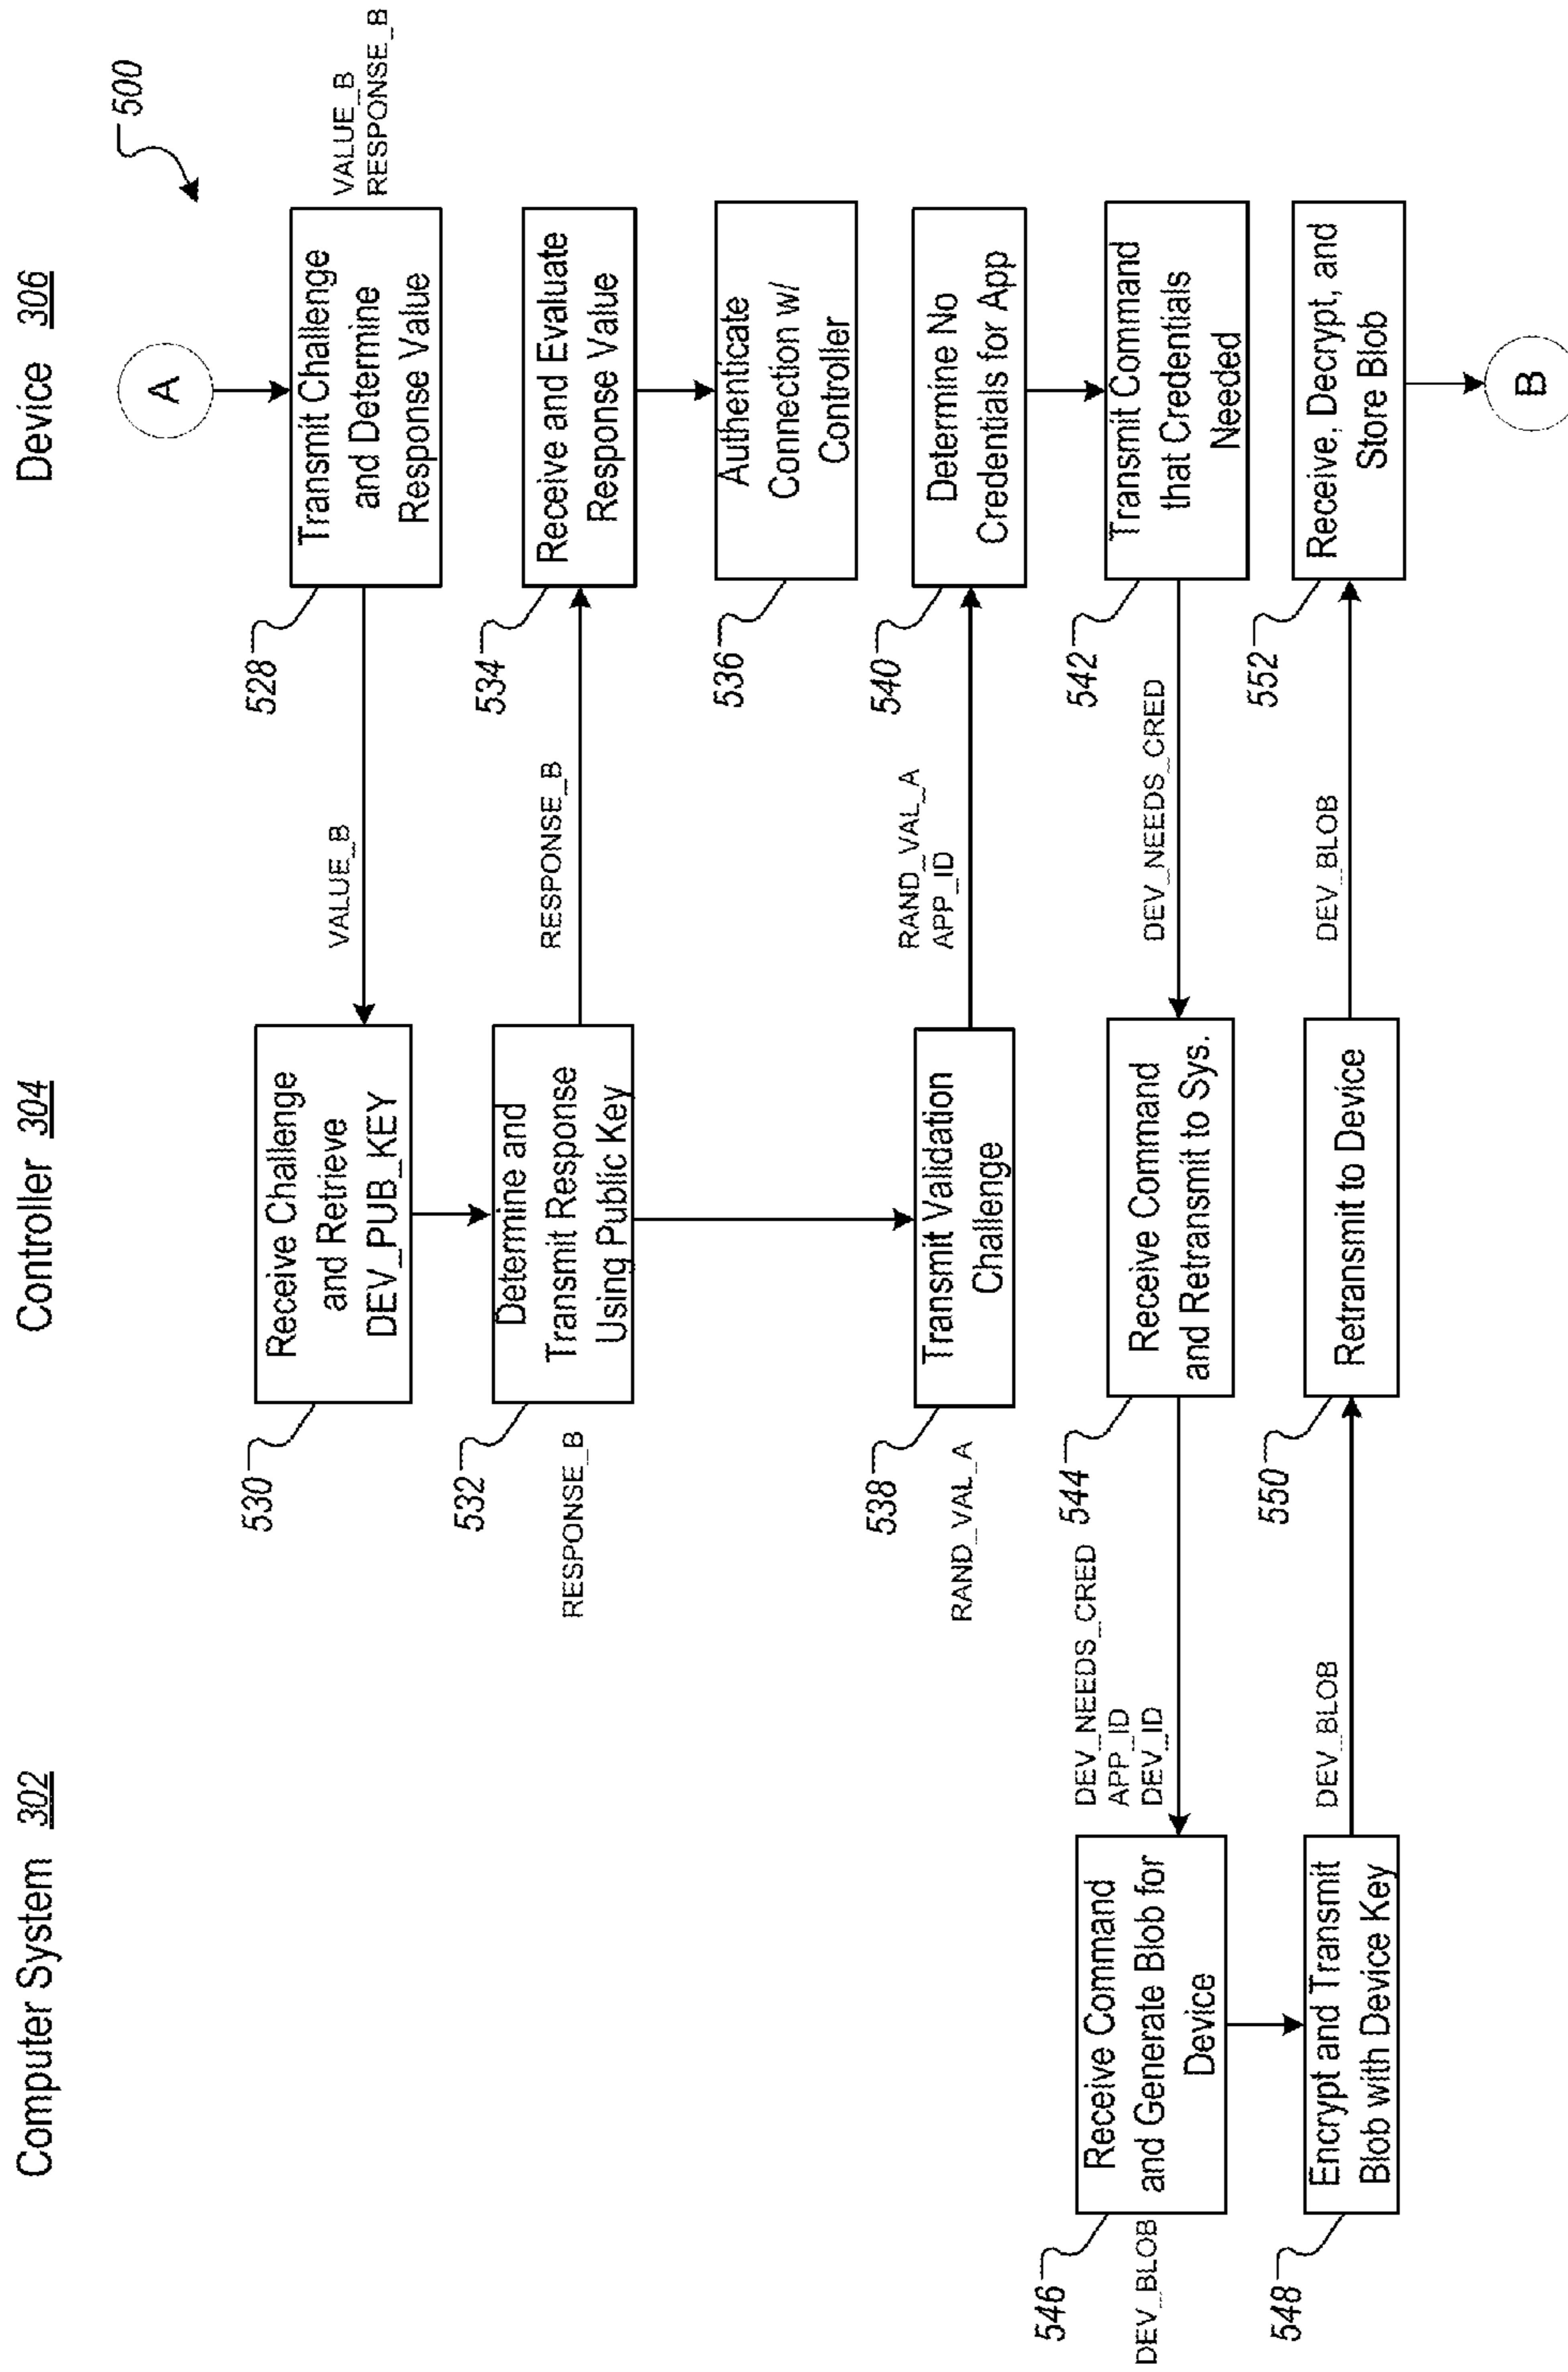 Computer System 302
Controller 304
Device 306
500
A
528
Transmit Challenge
and Determine
Response Value
VALUE_B
RESPONSE_B
VALUE_B
530
Receive Challenge
and Retrieve
DEV_PUB_KEY
532
RESPONSE_B
Determine and
Transmit Response
Using Public Key
RESPONSE_B
534
Receive and Evaluate
Response Value
536
Authenticate
Connection w/
Controller
538
RAND_VAL_A
Transmit Validation
Challenge
RAND_VAL_A
APP_ID
540
Determine No
Credentials for App
542
Transmit Command
that Credentials
Needed
DEV_NEEDS_CRED
544
Receive Command
and Retransmit to Sys.
DEV_NEEDS_CRED
APP_ID
DEV_ID
546
DEV_BLOB
Receive Command
and Generate Blob for
Device
548
Encrypt and Transmit
Blob with Device Key
DEV_BLOB
550
Retransmit to Device
DEV_BLOB
552
Receive, Decrypt, and
Store Blob
B